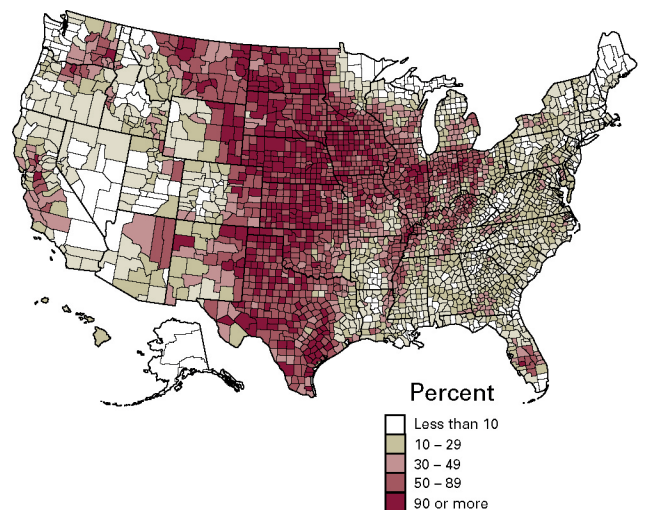 Percent
Less than 10
10 – 29
30 – 49
50 – 89
90 or more